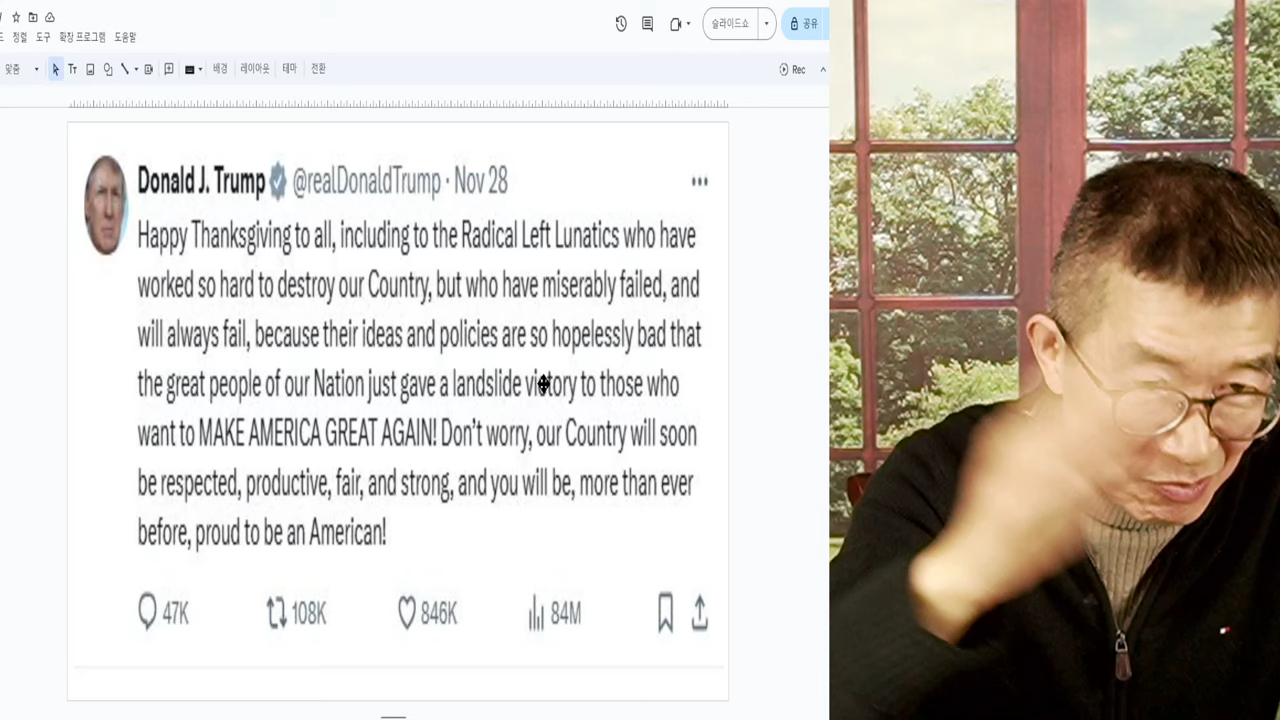 정렬 도구 확장 프로그램 도움말
슬라이드쇼
공유
맞춤
Tт
배경 레이아웃 테마 전환
Rec
Donald J. Trump @realDonaldTrump · Nov 28
Happy Thanksgiving to all, including to the Radical Left Lunatics who have
worked so hard to destroy our Country, but who have miserably failed, and
will always fail, because their ideas and policies are so hopelessly bad that
the great people of our Nation just gave a landslide victory to those who
want to MAKE AMERICA GREAT AGAIN! Don't worry, our Country will soon
be respected, productive, fair, and strong, and you will be, more than ever
before, proud to be an American!
47K 108K 846K 84M